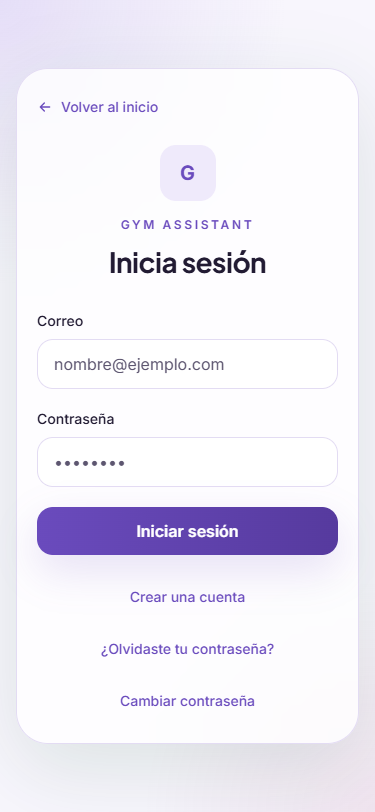 ← Volver al inicio
G
GYM ASSISTANT
Inicia sesión
Correo
nombre@ejemplo.com
Contraseña
••••••••
Iniciar sesión
Crear una cuenta
¿Olvidaste tu contraseña?
Cambiar contraseña